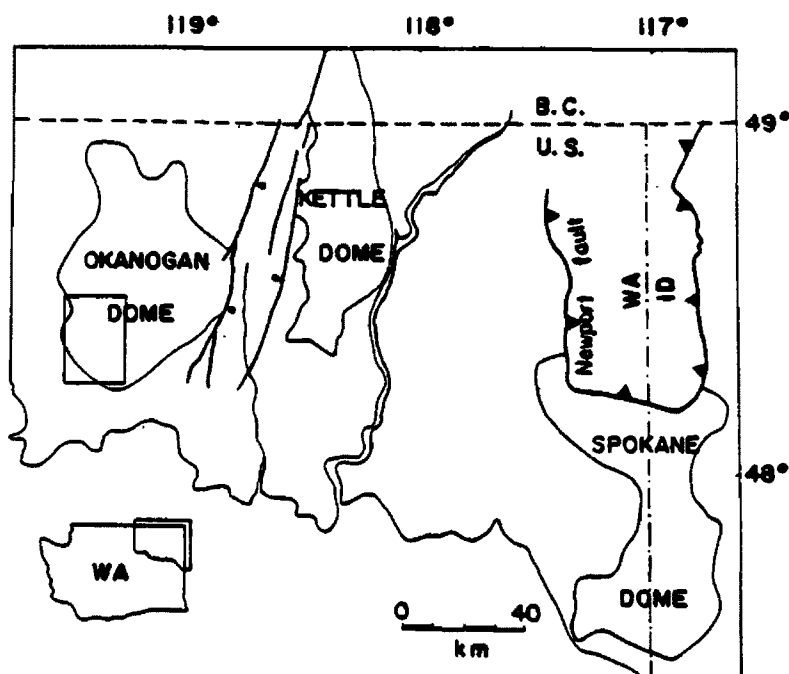 119°
118°
117°
B.C.
49°
U.S.
KETTLE
DOME
OKANOGAN
DOME
Newport fault
WA
ID
SPOKANE
48°
DOME
WA
0 40
km